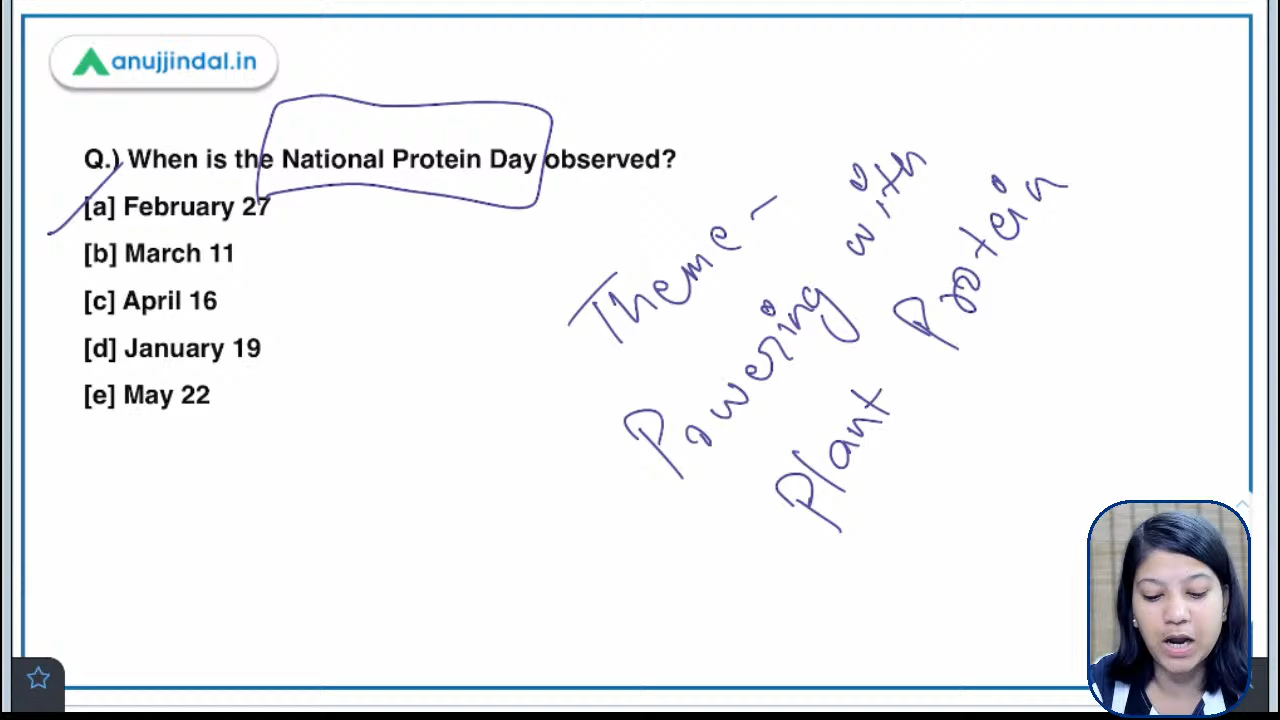 anujjindal.in
Q.) When is the National Protein Day observed?
[a] February 27
[b] March 11
[c] April 16
[d] January 19
[e] May 22
Theme -
Powering with
Plant Protein